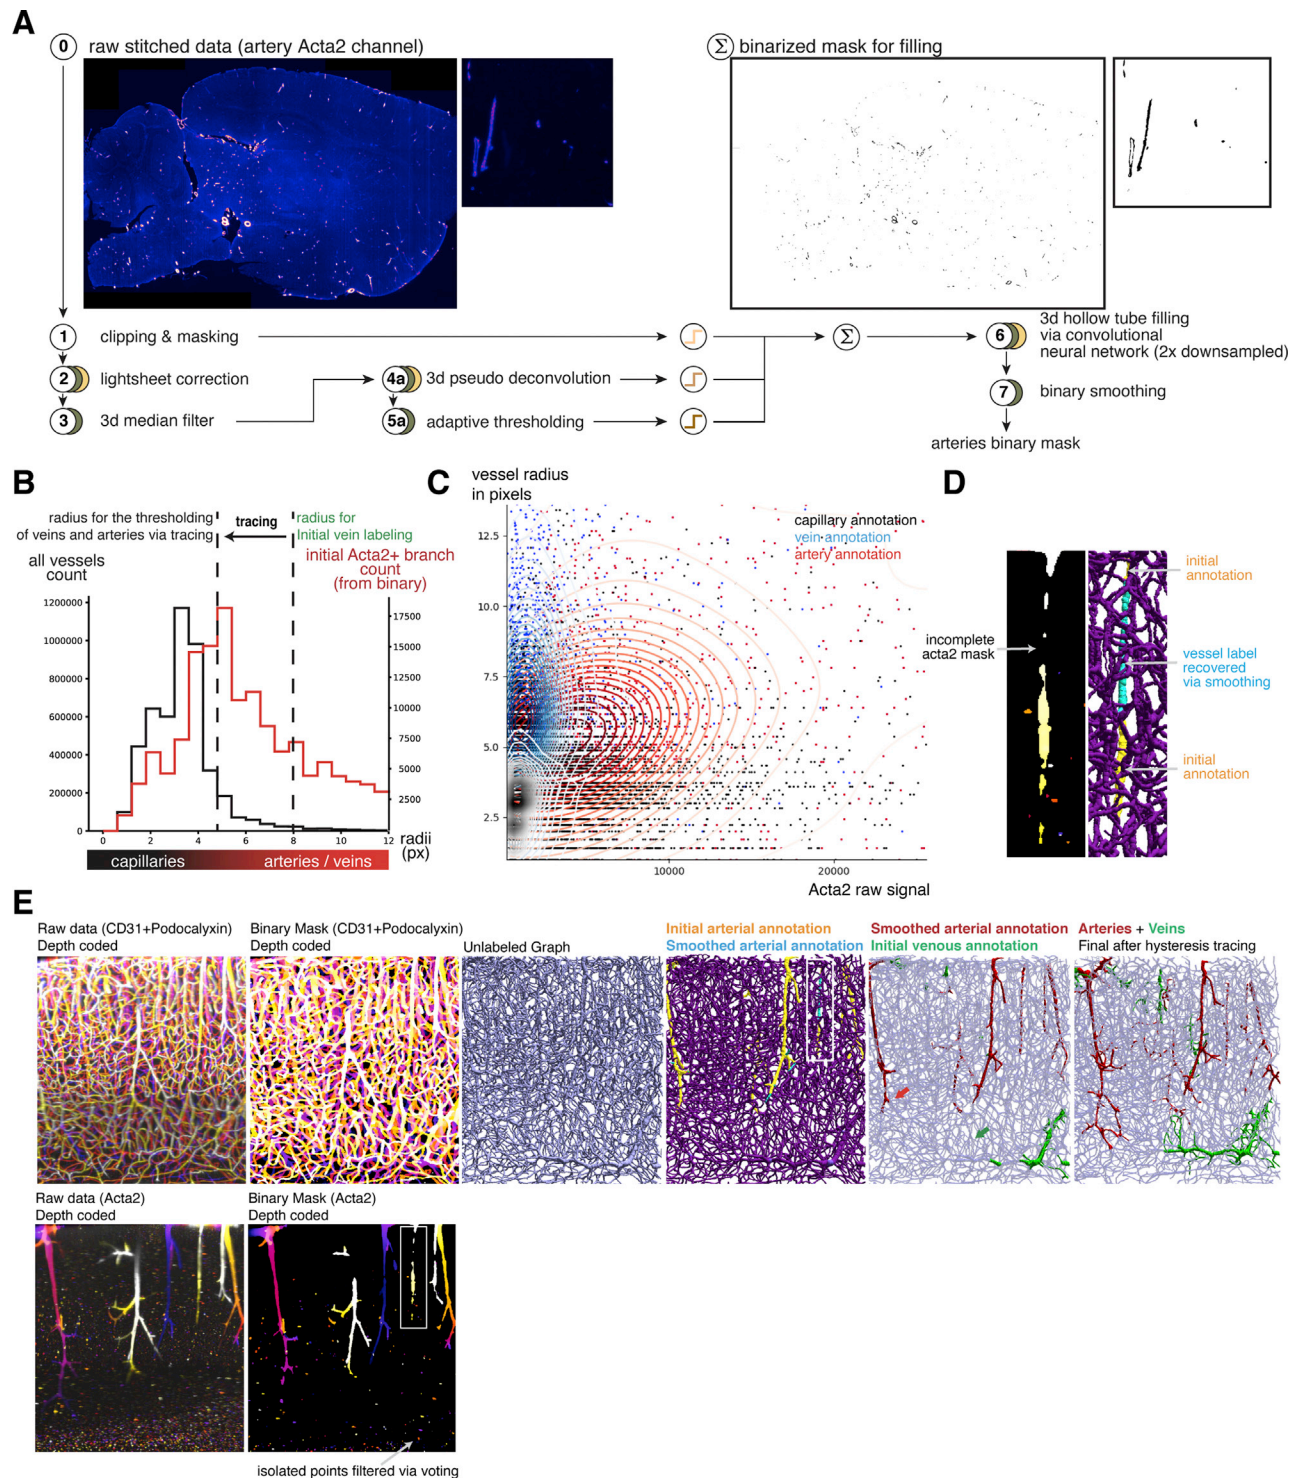 A
0 raw stitched data (artery Acta2 channel)
Σ binarized mask for filling
1 clipping & masking
Σ
2 lightsheet correction
3 3d median filter
4a 3d pseudo deconvolution
5a adaptive thresholding
6 3d hollow tube filling
via convolutional
neural network (2x downsampled)
7 binary smoothing
arteries binary mask
B
radius for the thresholding
of veins and arteries via tracing
tracing
radius for
Initial vein labeling
all vessels
count
initial Acta2+ branch
count
(from binary)
1200000
1000000
800000
600000
400000
200000
0
17500
15000
12500
10000
7500
5000
2500
0 2 4 6 8 10 12
radii
(px)
capillaries
arteries / veins
C
vessel radius
in pixels
capillary annotation
vein annotation
artery annotation
12.5
10.0
7.5
5.0
2.5
10000 20000
Acta2 raw signal
D
incomplete
acta2 mask
initial
annotation
vessel label
recovered
via smoothing
initial
annotation
E
Raw data (CD31+Podocalyxin)
Depth coded
Binary Mask (CD31+Podocalyxin)
Depth coded
Unlabeled Graph
Initial arterial annotation
Smoothed arterial annotation
Smoothed arterial annotation
Initial venous annotation
Arteries + Veins
Final after hysteresis tracing
Raw data (Acta2)
Depth coded
Binary Mask (Acta2)
Depth coded
isolated points filtered via voting